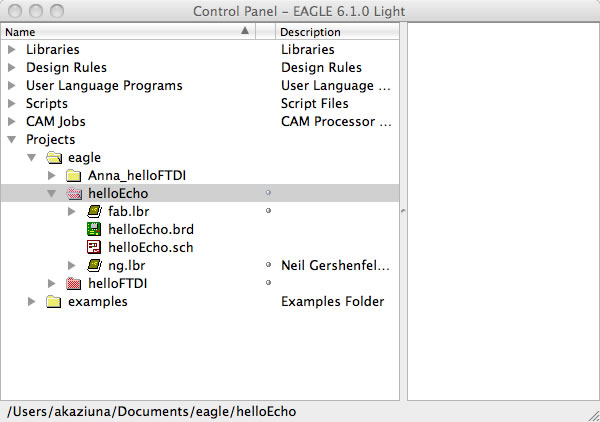 Control Panel – EAGLE 6.1.0 Light
Name Description
Libraries Libraries
Design Rules Design Rules
User Language Programs User Language ...
Scripts Script Files
CAM Jobs CAM Processor ...
Projects
eagle
Anna_helloFTDI
helloEcho
fab.lbr
helloEcho.brd
helloEcho.sch
ng.lbr Neil Gershenfel...
helloFTDI
examples Examples Folder
/Users/akaziuna/Documents/eagle/helloEcho